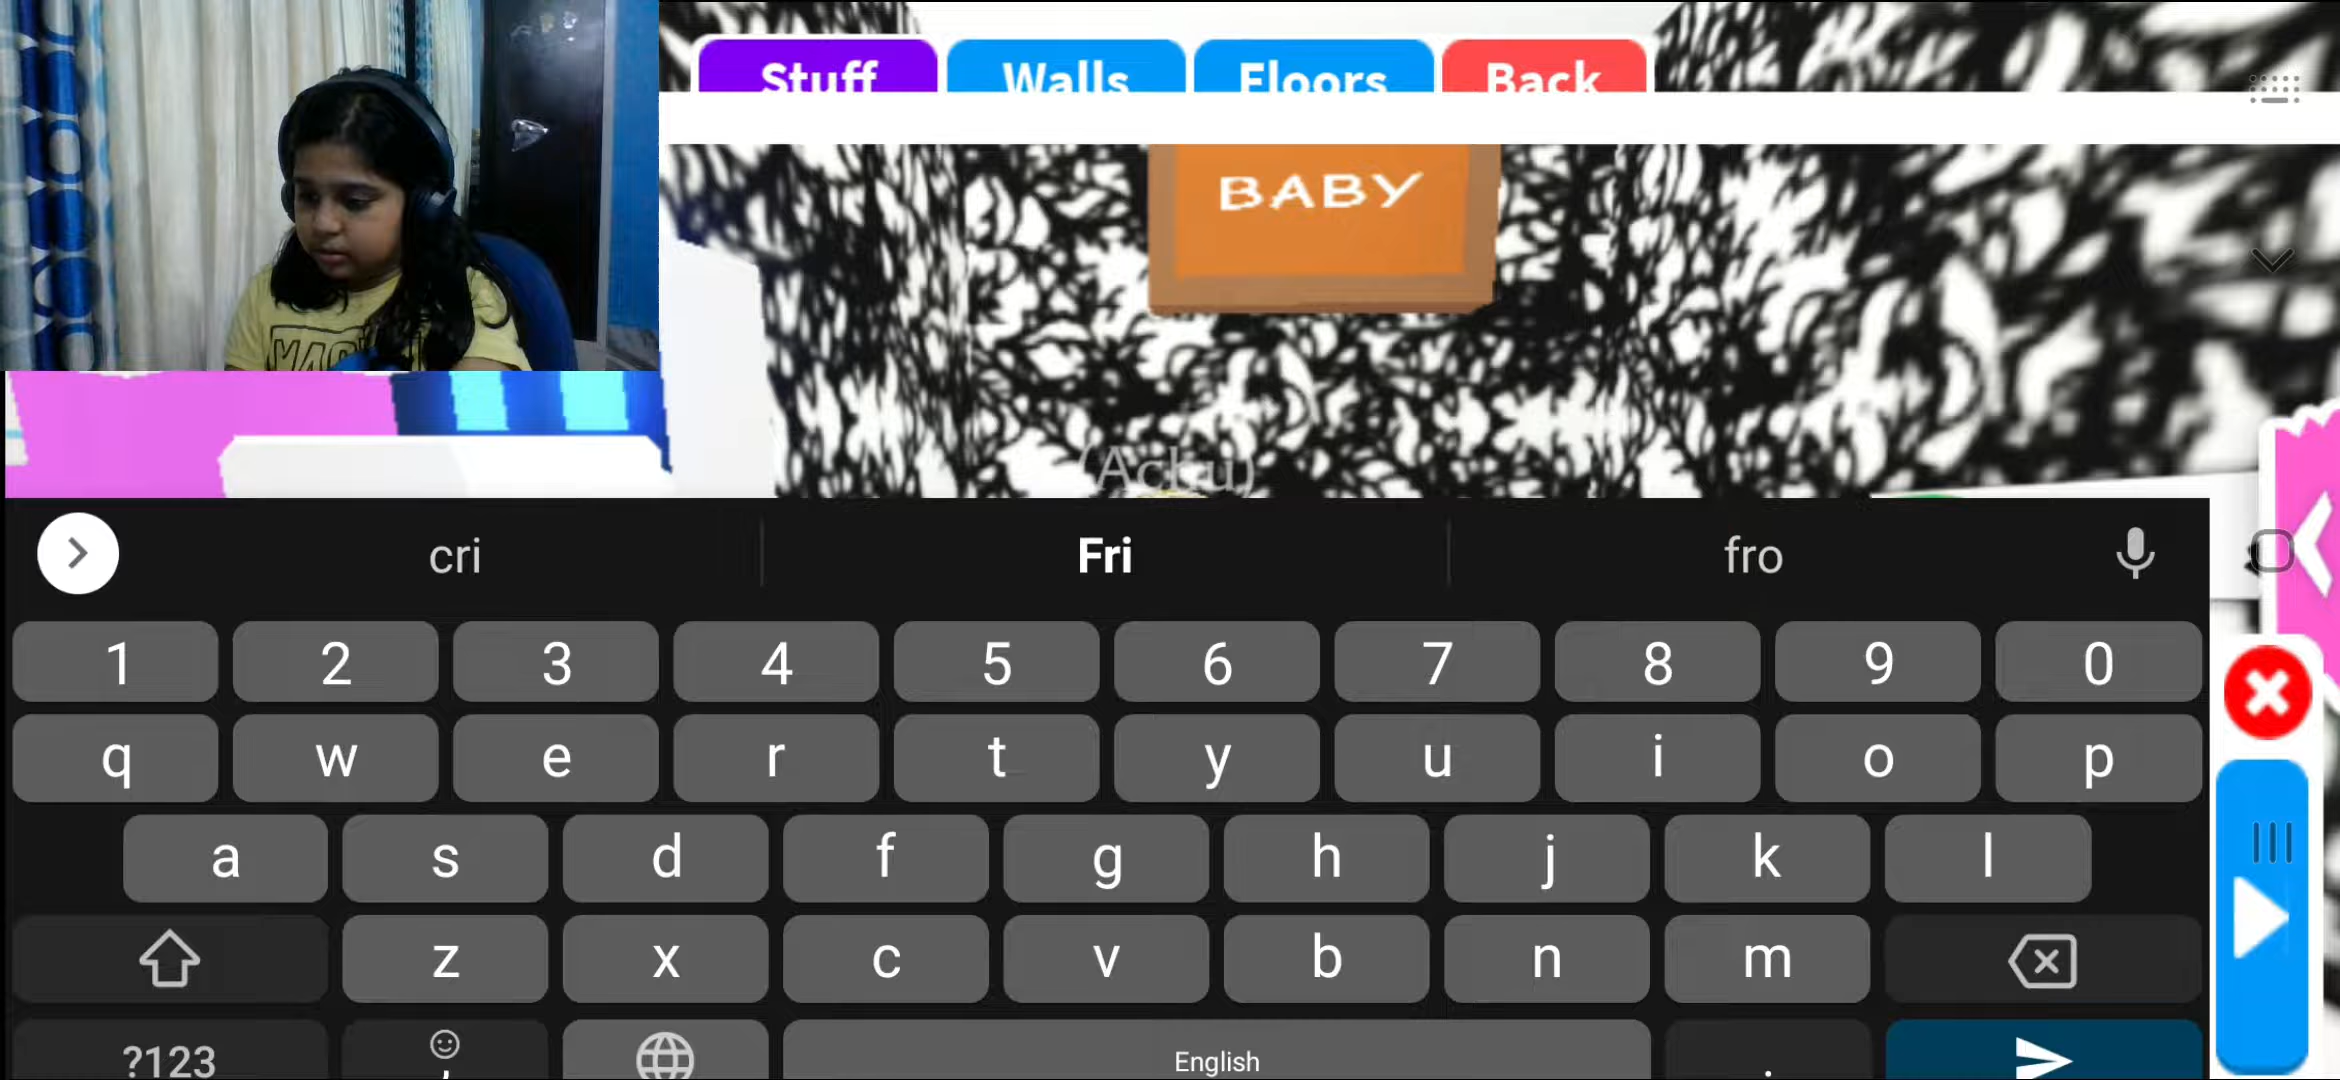 Stuff
Walls
Floors
Back
BABY
(Achu)
cri
Fri
fro
1 2 3 4 5 6 7 8 9 0
q w e r t y u i o p
a s d f g h j k l
z x c v b n m
?123
,
English
.